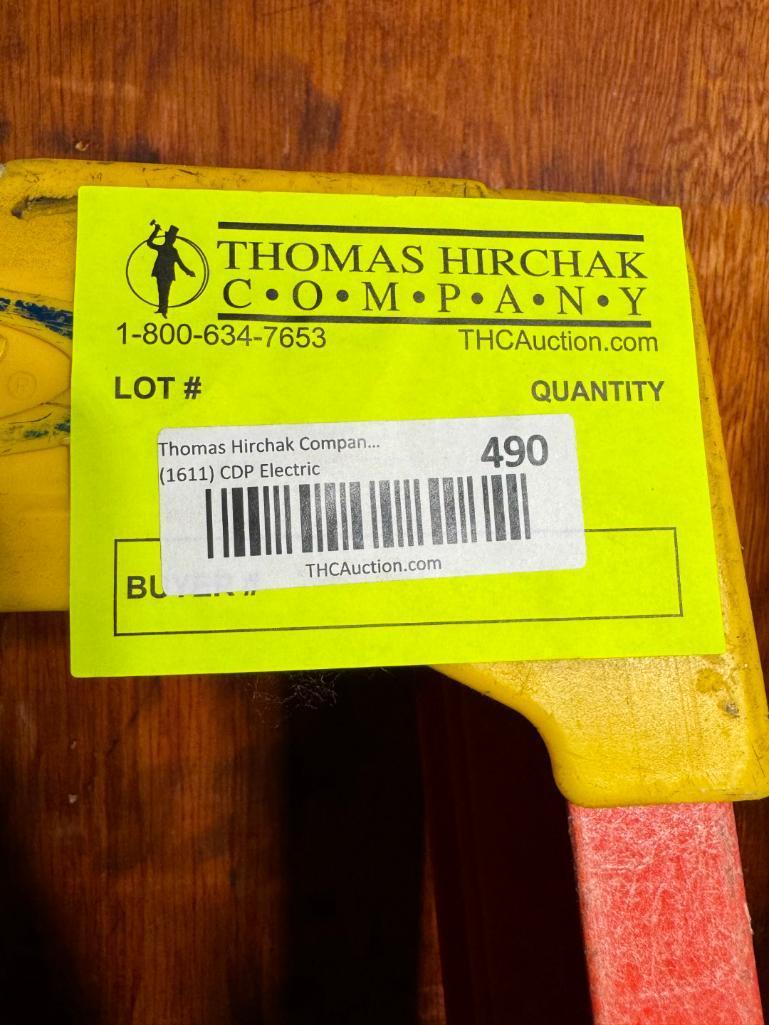 THOMAS HIRCHAK
C•O•M•P•A•N•Y
1-800-634-7653 THCAuction.com
LOT # QUANTITY
Thomas Hirchak Compan... 490
(1611) CDP Electric
THCAuction.com
BUYER #
®